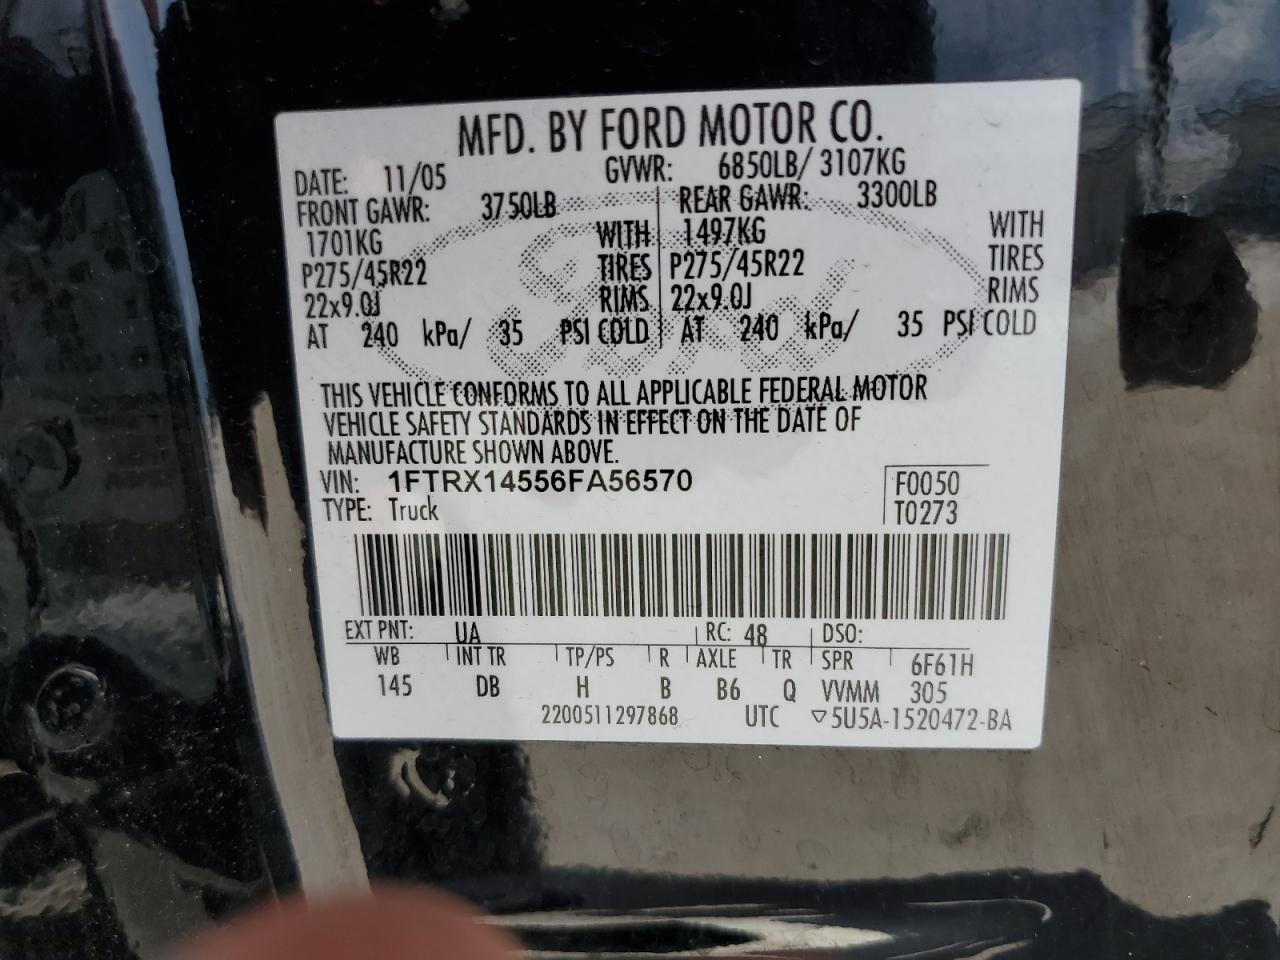 MFD. BY FORD MOTOR CO.
DATE: 11/05 GVWR: 6850LB/ 3107KG
FRONT GAWR: 3750LB REAR GAWR: 3300LB
1701KG WITH 1497KG WITH
P275/45R22 TIRES P275/45R22 TIRES
22x9.0J RIMS 22x9.0J RIMS
AT 240 kPa/ 35 PSI COLD AT 240 kPa/ 35 PSI COLD
Ford
THIS VEHICLE CONFORMS TO ALL APPLICABLE FEDERAL MOTOR
VEHICLE SAFETY STANDARDS IN EFFECT ON THE DATE OF
MANUFACTURE SHOWN ABOVE.
VIN: 1FTRX14556FA56570 F0050
TYPE: Truck T0273
EXT PNT: UA RC: 48 DSO:
WB INT TR TP/PS R AXLE TR SPR 6F61H
145 DB H B B6 Q VVMM 305
2200511297868 UTC ▽5U5A-1520472-BA